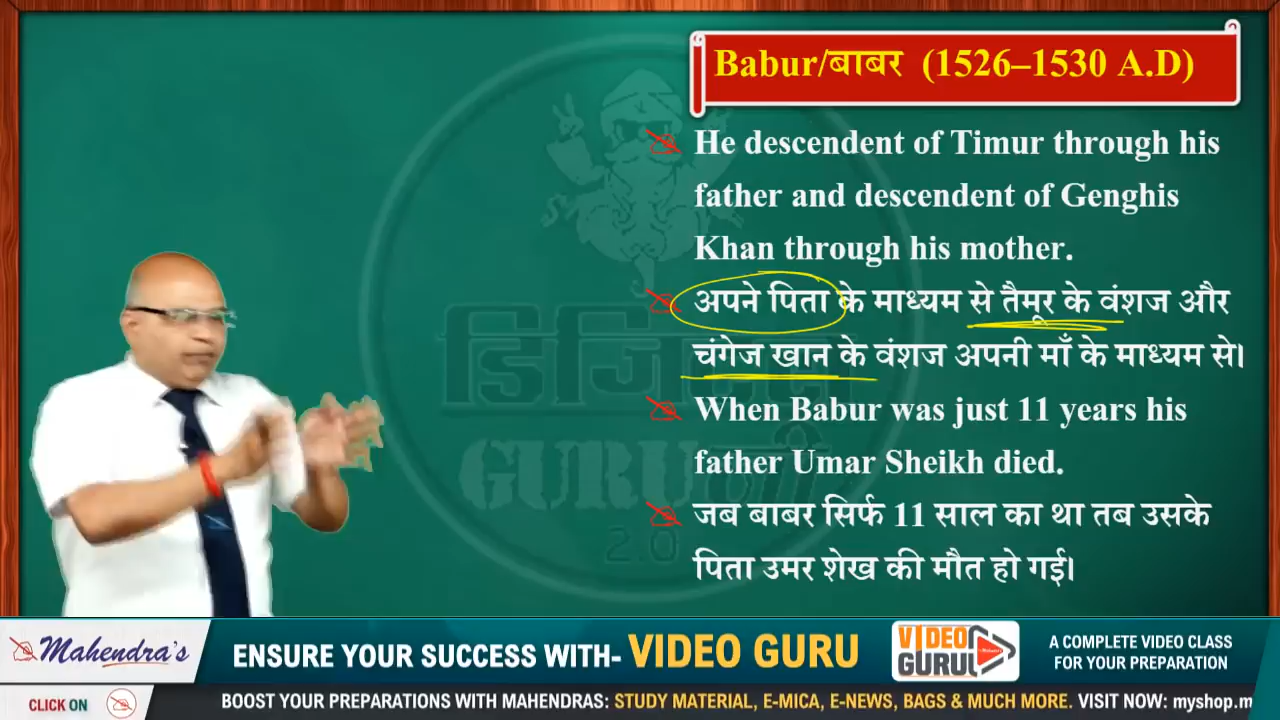 Babur/बाबर (1526–1530 A.D)
He descendent of Timur through his
father and descendent of Genghis
Khan through his mother.
अपने पिता के माध्यम से तैमूर के वंशज और
चंगेज खान के वंशज अपनी माँ के माध्यम से।
When Babur was just 11 years his
father Umar Sheikh died.
जब बाबर सिर्फ 11 साल का था तब उसके
पिता उमर शेख की मौत हो गई।
डिजिटल
GURU जी
2.0
Mahendra's
ENSURE YOUR SUCCESS WITH- VIDEO GURU
VIDEO
GURU
A COMPLETE VIDEO CLASS
FOR YOUR PREPARATION
CLICK ON
BOOST YOUR PREPARATIONS WITH MAHENDRAS: STUDY MATERIAL, E-MICA, E-NEWS, BAGS & MUCH MORE. VISIT NOW: myshop.m